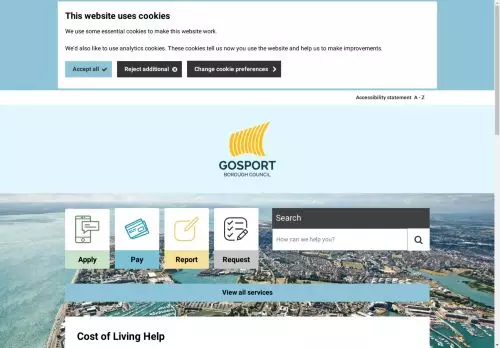 This website uses cookies
We use some essential cookies to make this website work.
We'd also like to use analytics cookies. These cookies tell us now you use the website and help us to make improvements.
Accept all
Reject additional
Change cookie preferences
Accessibility statement A - Z
GOSPORT
BOROUGH COUNCIL
Search
How can we help you?
Apply
Pay
Report
Request
View all services
Cost of Living Help